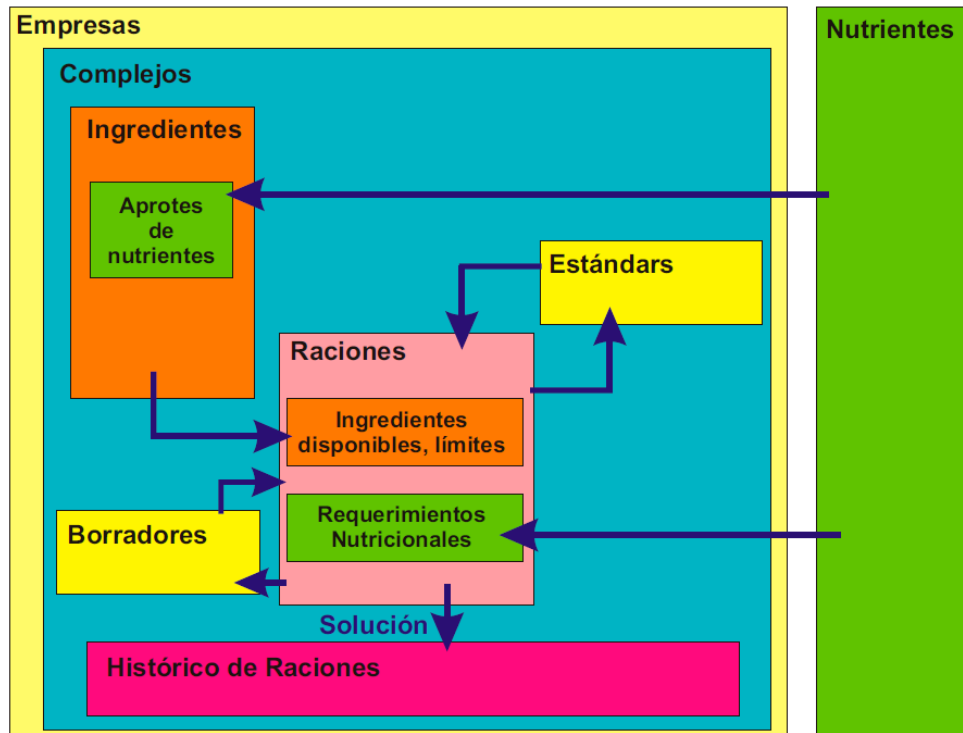 Empresas
Nutrientes
Complejos
Ingredientes
Aprotes
de
nutrientes
Estándars
Raciones
Ingredientes
disponibles, límites
Borradores
Requerimientos
Nutricionales
Solución
Histórico de Raciones